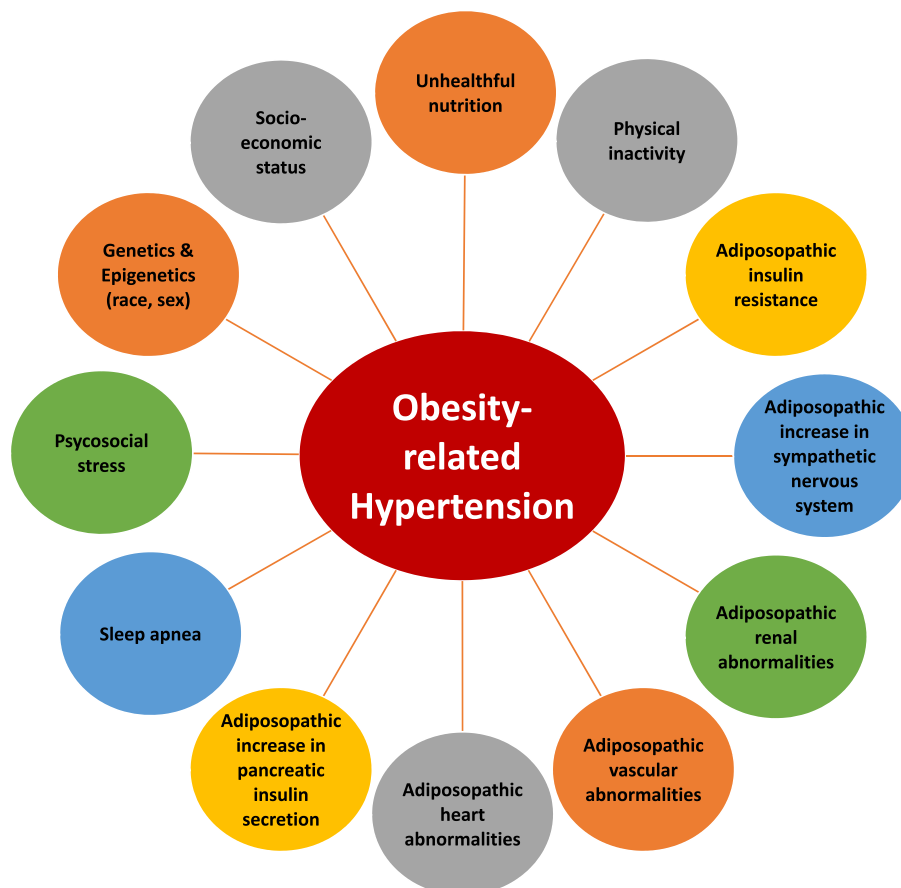 Unhealthful
nutrition
Physical
inactivity
Adiposopathic
insulin
resistance
Adiposopathic
increase in
sympathetic
nervous
system
Adiposopathic
renal
abnormalities
Adiposopathic
vascular
abnormalities
Adiposopathic
heart
abnormalities
Adiposopathic
increase in
pancreatic
insulin
secretion
Sleep apnea
Psycosocial
stress
Genetics &
Epigenetics
(race, sex)
Socio-
economic
status
Obesity-
related
Hypertension